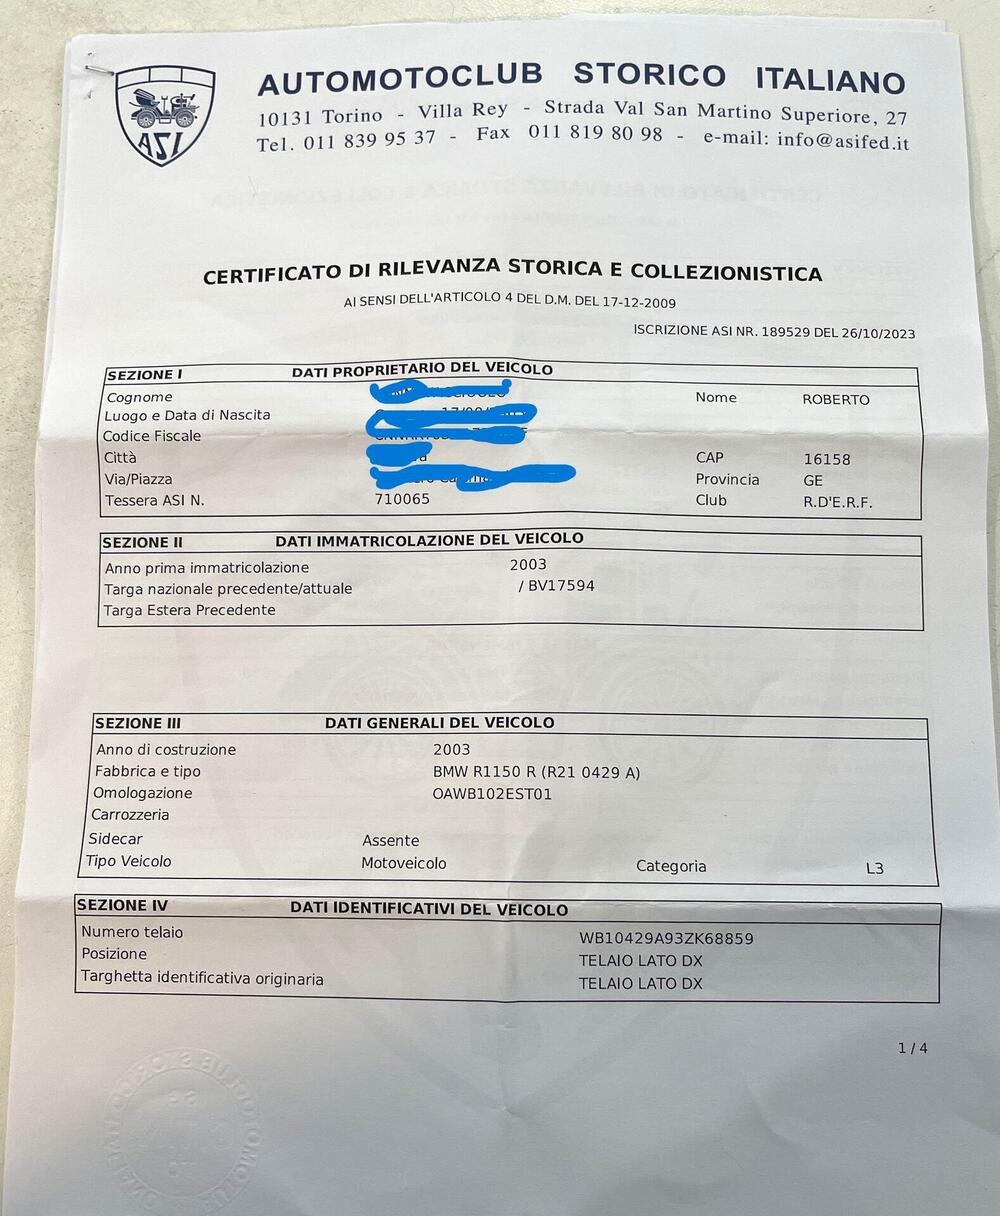 ASI
AUTOMOTOCLUB STORICO ITALIANO
10131 Torino - Villa Rey - Strada Val San Martino Superiore, 27
Tel. 011 839 95 37 - Fax 011 819 80 98 - e-mail: info@asifed.it
CERTIFICATO DI RILEVANZA STORICA E COLLEZIONISTICA
AI SENSI DELL'ARTICOLO 4 DEL D.M. DEL 17-12-2009
ISCRIZIONE ASI NR. 189529 DEL 26/10/2023
SEZIONE I DATI PROPRIETARIO DEL VEICOLO
Cognome Nome ROBERTO
Luogo e Data di Nascita
Codice Fiscale
Città CAP 16158
Via/Piazza Provincia GE
Tessera ASI N. 710065 Club R.D'E.R.F.
SEZIONE II DATI IMMATRICOLAZIONE DEL VEICOLO
Anno prima immatricolazione 2003
Targa nazionale precedente/attuale / BV17594
Targa Estera Precedente
SEZIONE III DATI GENERALI DEL VEICOLO
Anno di costruzione 2003
Fabbrica e tipo BMW R1150 R (R21 0429 A)
Omologazione OAWB102EST01
Carrozzeria
Sidecar Assente
Tipo Veicolo Motoveicolo Categoria L3
SEZIONE IV DATI IDENTIFICATIVI DEL VEICOLO
Numero telaio WB10429A93ZK68859
Posizione TELAIO LATO DX
Targhetta identificativa originaria TELAIO LATO DX
1 / 4